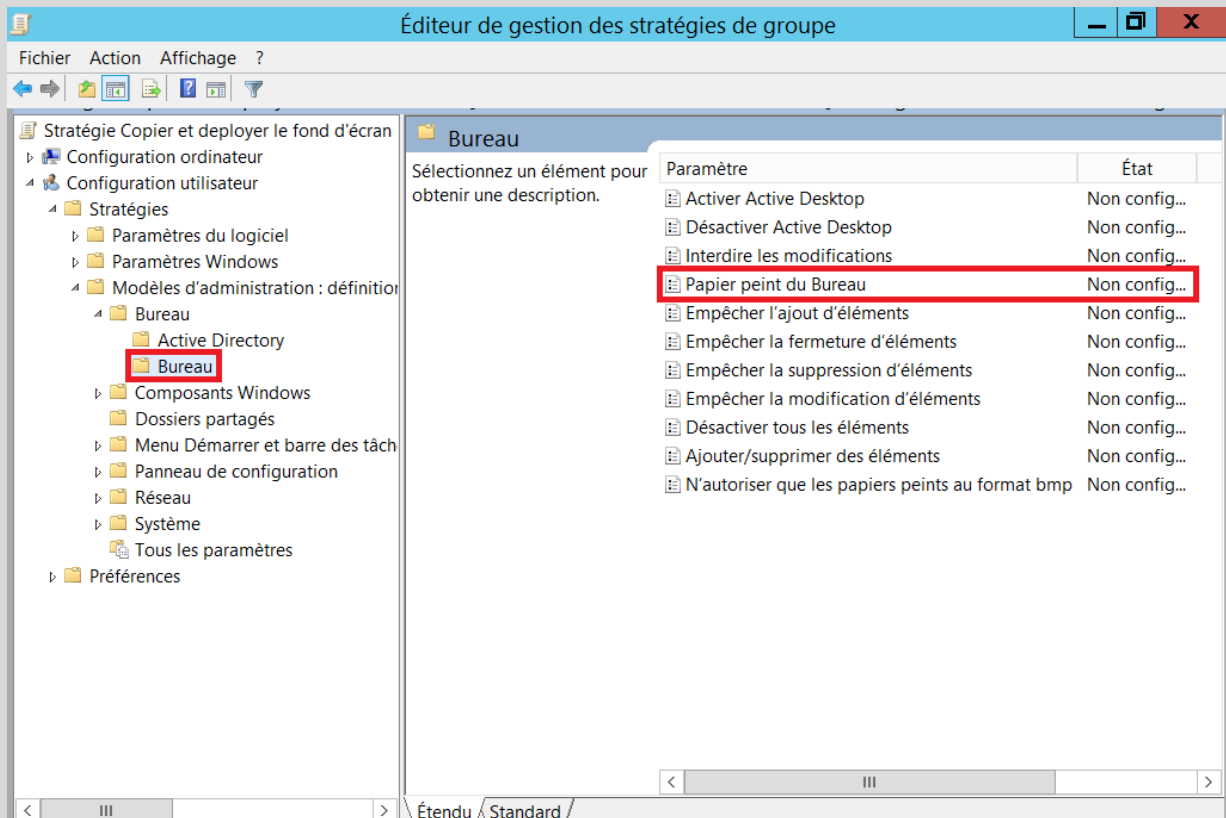 Éditeur de gestion des stratégies de groupe
Fichier Action Affichage ?
Stratégie Copier et deployer le fond d'écran
Configuration ordinateur
Configuration utilisateur
Stratégies
Paramètres du logiciel
Paramètres Windows
Modèles d'administration : définition
Bureau
Active Directory
Bureau
Composants Windows
Dossiers partagés
Menu Démarrer et barre des tâch
Panneau de configuration
Réseau
Système
Tous les paramètres
Préférences
Bureau
Sélectionnez un élément pour
obtenir une description.
Paramètre État
Activer Active Desktop Non config...
Désactiver Active Desktop Non config...
Interdire les modifications Non config...
Papier peint du Bureau Non config...
Empêcher l'ajout d'éléments Non config...
Empêcher la fermeture d'éléments Non config...
Empêcher la suppression d'éléments Non config...
Empêcher la modification d'éléments Non config...
Désactiver tous les éléments Non config...
Ajouter/supprimer des éléments Non config...
N'autoriser que les papiers peints au format bmp Non config...
Étendu Standard